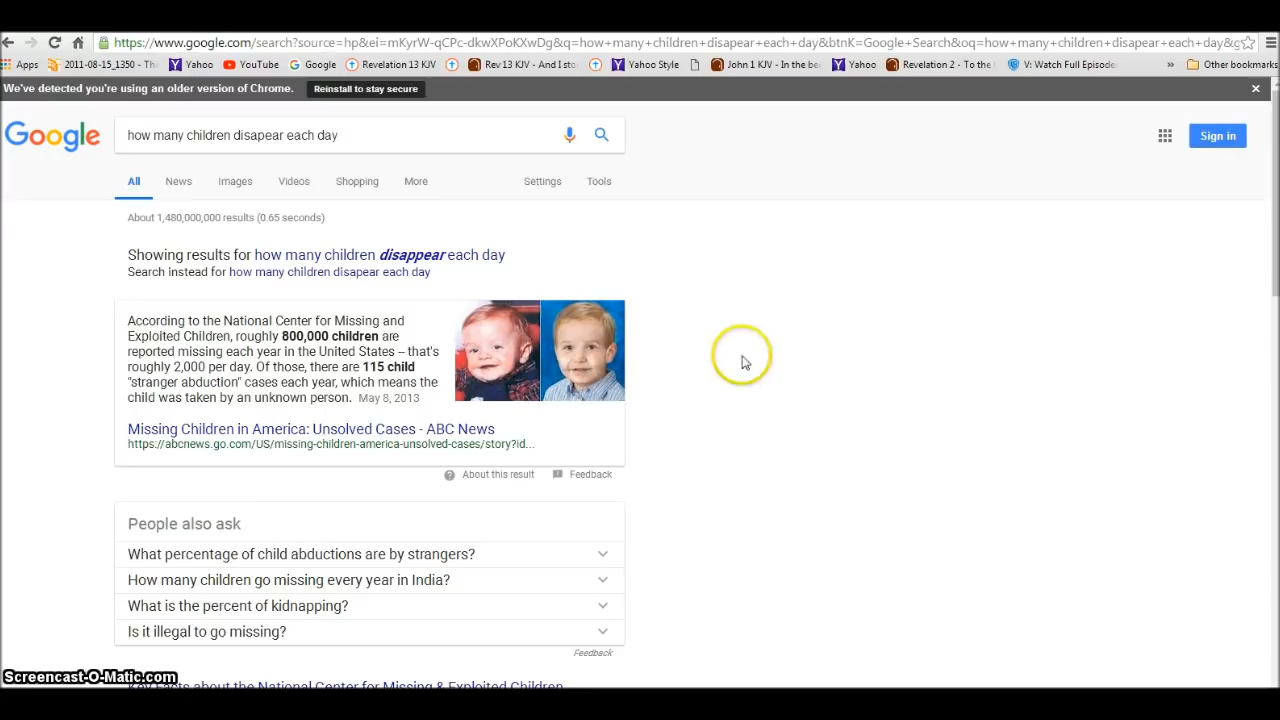 https://www.google.com/search?source=hp&ei=mKyrW-qCPc-dkwXPoKXwDg&q=how+many+children+disapear+each+day&btnK=Google+Search&oq=how+many+children+disapear+each+day&g
Apps 2011-08-15_1350 - Th Yahoo YouTube Google Revelation 13 KJV Rev 13 KJV - And I sto Yahoo Style John 1 KJV - In the be Yahoo Revelation 2 - To the V: Watch Full Episode » Other bookmarks
We've detected you're using an older version of Chrome. Reinstall to stay secure
Google how many children disapear each day Sign in
All News Images Videos Shopping More Settings Tools
About 1,480,000,000 results (0.65 seconds)
Showing results for how many children disappear each day
Search instead for how many children disapear each day
According to the National Center for Missing and
Exploited Children, roughly 800,000 children are
reported missing each year in the United States -- that's
roughly 2,000 per day. Of those, there are 115 child
"stranger abduction" cases each year, which means the
child was taken by an unknown person. May 8, 2013
Missing Children in America: Unsolved Cases - ABC News
https://abcnews.go.com/US/missing-children-america-unsolved-cases/story?id...
About this result Feedback
People also ask
What percentage of child abductions are by strangers?
How many children go missing every year in India?
What is the percent of kidnapping?
Is it illegal to go missing?
Feedback
Screencast-O-Matic.com
Key Facts about the National Center for Missing & Exploited Children